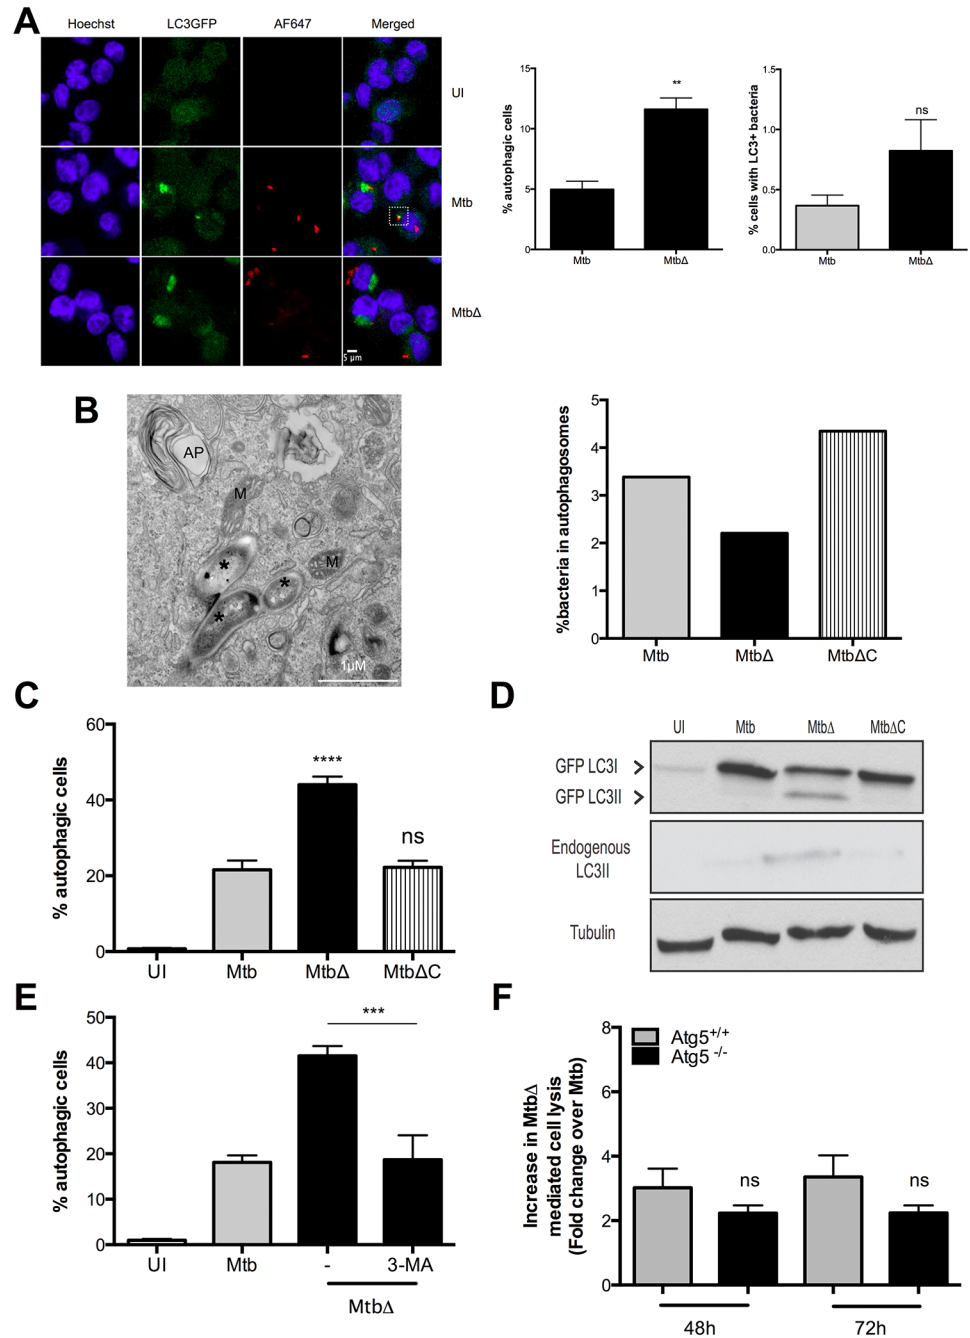 A
Hoechst LC3GFP AF647 Merged
UI
Mtb
MtbΔ
5 μm
% autophagic cells
15
10
5
0
**
Mtb MtbΔ
% cells with LC3+ bacteria
1.5
1.0
0.5
0.0
ns
Mtb MtbΔ
B
AP
M
M
*
*
*
1μM
%bacteria in autophagosomes
5
4
3
2
1
0
Mtb MtbΔ MtbΔC
C
% autophagic cells
60
40
20
0
****
ns
UI Mtb MtbΔ MtbΔC
D
UI Mtb MtbΔ MtbΔC
GFP LC3I >
GFP LC3II >
Endogenous
LC3II
Tubulin
E
% autophagic cells
50
40
30
20
10
0
***
UI Mtb - 3-MA
MtbΔ
F
Increase in MtbΔ
mediated cell lysis
(Fold change over Mtb)
8
6
4
2
0
Atg5+/+
Atg5 -/-
ns
ns
48h 72h